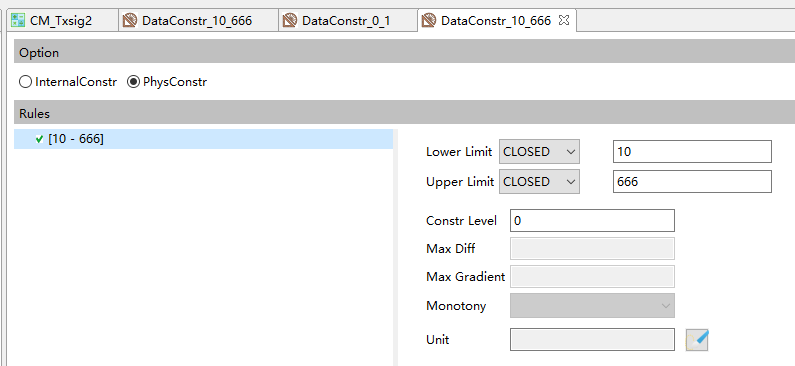 CM_Txsig2 DataConstr_10_666 DataConstr_0_1 DataConstr_10_666
Option
InternalConstr PhysConstr
Rules
[10 - 666]
Lower Limit CLOSED 10
Upper Limit CLOSED 666
Constr Level 0
Max Diff
Max Gradient
Monotony
Unit